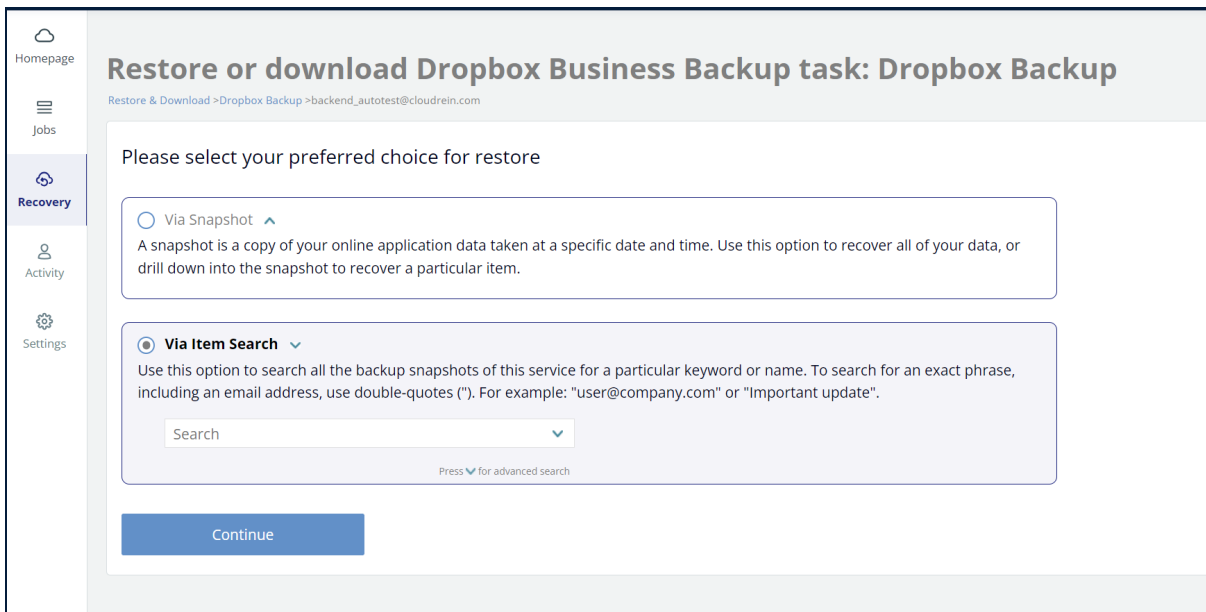 Homepage
Jobs
Recovery
Activity
Settings
Restore or download Dropbox Business Backup task: Dropbox Backup
Restore & Download >Dropbox Backup >backend_autotest@cloudrein.com
Please select your preferred choice for restore
Via Snapshot
A snapshot is a copy of your online application data taken at a specific date and time. Use this option to recover all of your data, or
drill down into the snapshot to recover a particular item.
Via Item Search
Use this option to search all the backup snapshots of this service for a particular keyword or name. To search for an exact phrase,
including an email address, use double-quotes ("). For example: "user@company.com" or "Important update".
Search
Press for advanced search
Continue